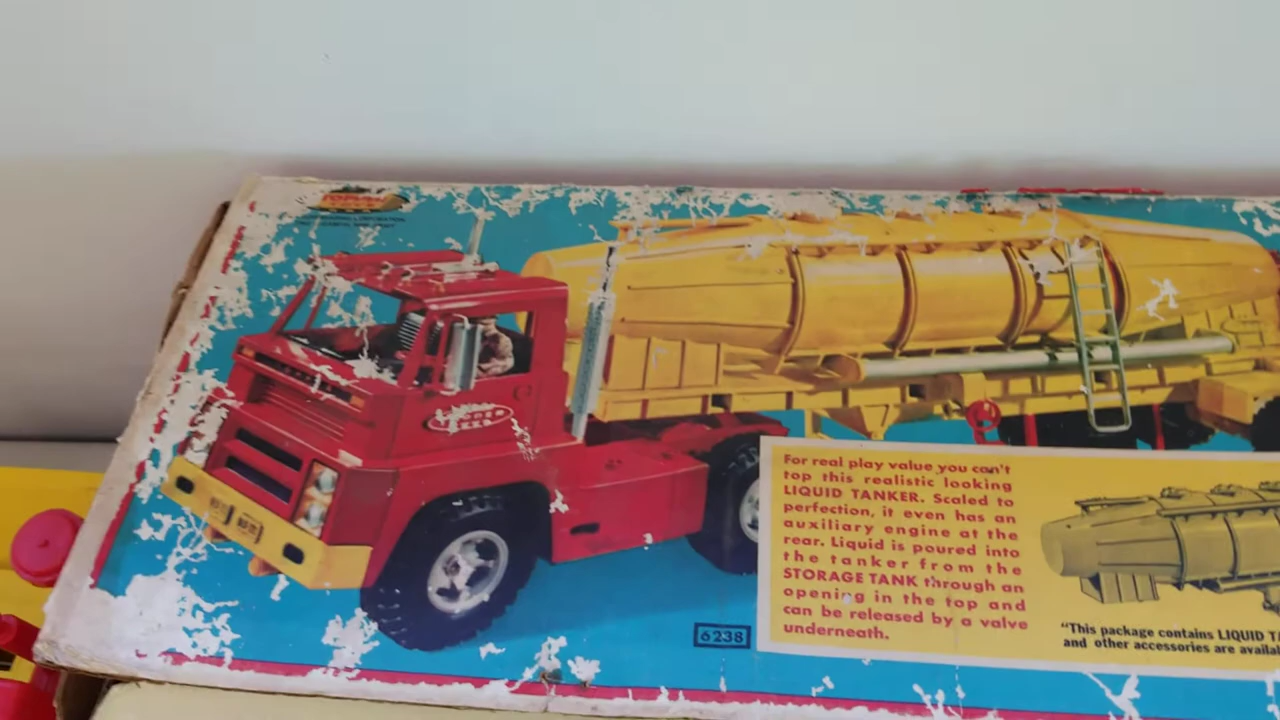 TOPPER
For real play value you can't
top this realistic looking
LIQUID TANKER. Scaled to
perfection, it even has an
auxiliary engine at the
rear. Liquid is poured into
the tanker from the
STORAGE TANK through an
opening in the top and
can be released by a valve
underneath.
6238
"This package contains LIQUID
and other accessories are